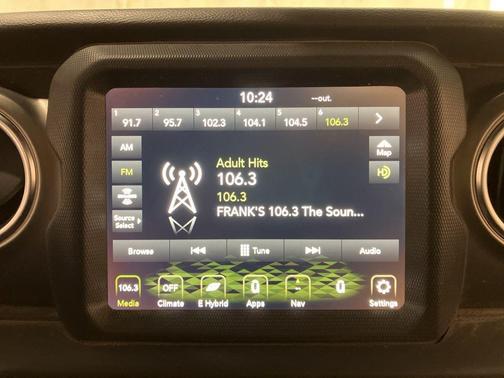 10:24 --out.
1 2 3 4 5 6
91.7 95.7 102.3 104.1 104.5 106.3
AM
Map
Adult Hits
FM
106.3
HD
106.3
Source Select
FRANK'S 106.3 The Soun...
Browse Tune Audio
106.3 OFF 0 0
Media Climate E Hybrid Apps Nav Settings